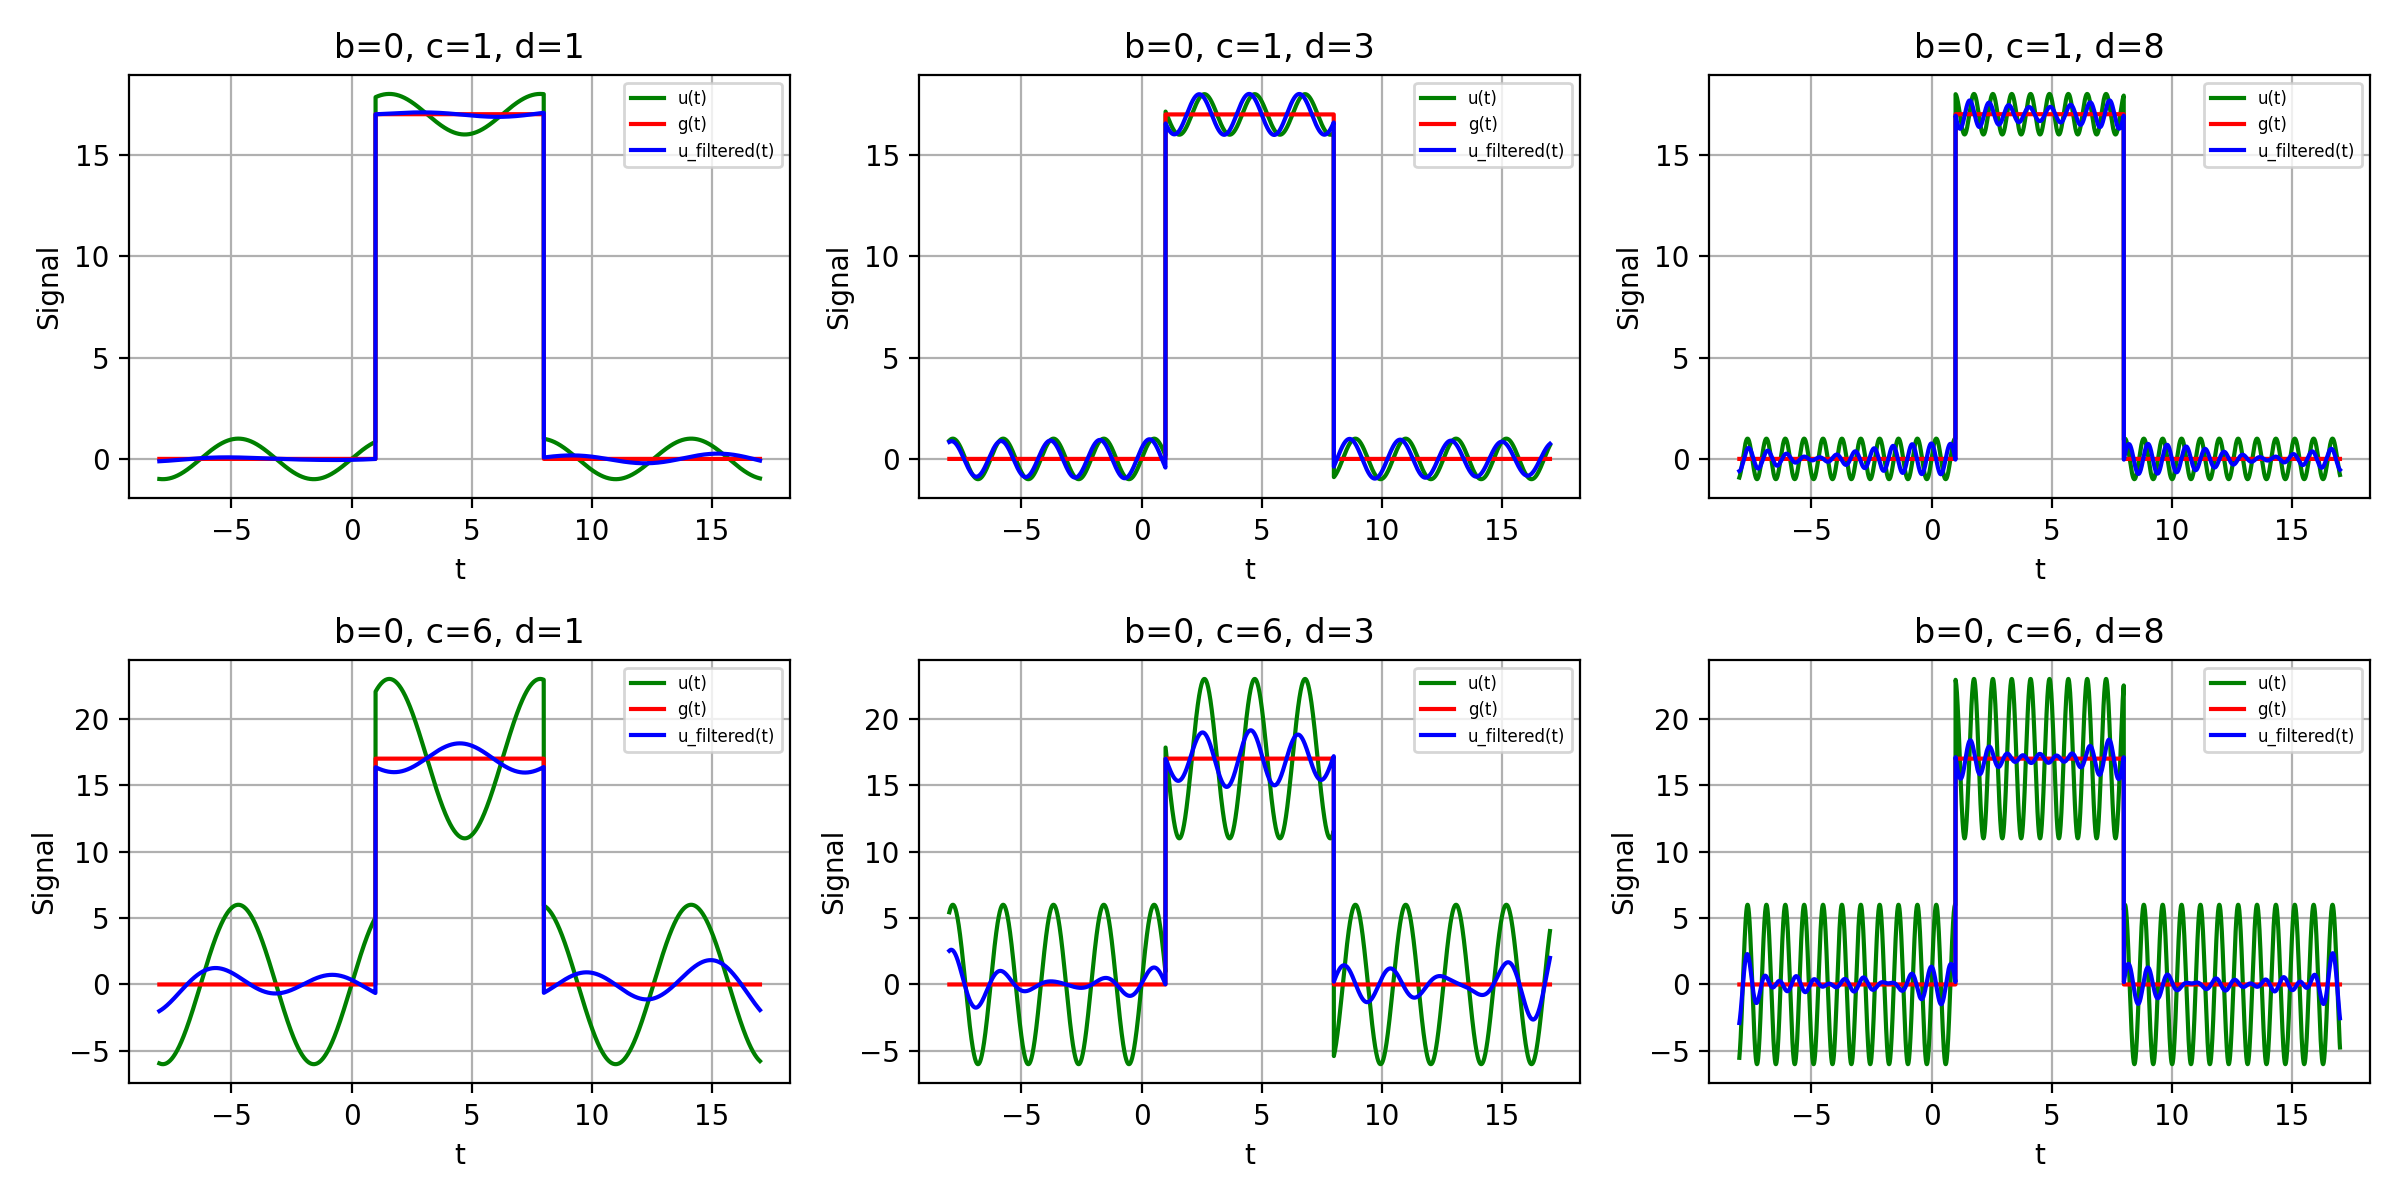 b=0, c=1, d=1
u(t)
g(t)
u_filtered(t)
Signal
15
10
5
0
−5
0
5
10
15
t
b=0, c=1, d=3
u(t)
g(t)
u_filtered(t)
Signal
15
10
5
0
−5
0
5
10
15
t
b=0, c=1, d=8
u(t)
g(t)
u_filtered(t)
Signal
15
10
5
0
−5
0
5
10
15
t
b=0, c=6, d=1
u(t)
g(t)
u_filtered(t)
Signal
20
15
10
5
0
−5
−5
0
5
10
15
t
b=0, c=6, d=3
u(t)
g(t)
u_filtered(t)
Signal
20
15
10
5
0
−5
−5
0
5
10
15
t
b=0, c=6, d=8
u(t)
g(t)
u_filtered(t)
Signal
20
15
10
5
0
−5
−5
0
5
10
15
t